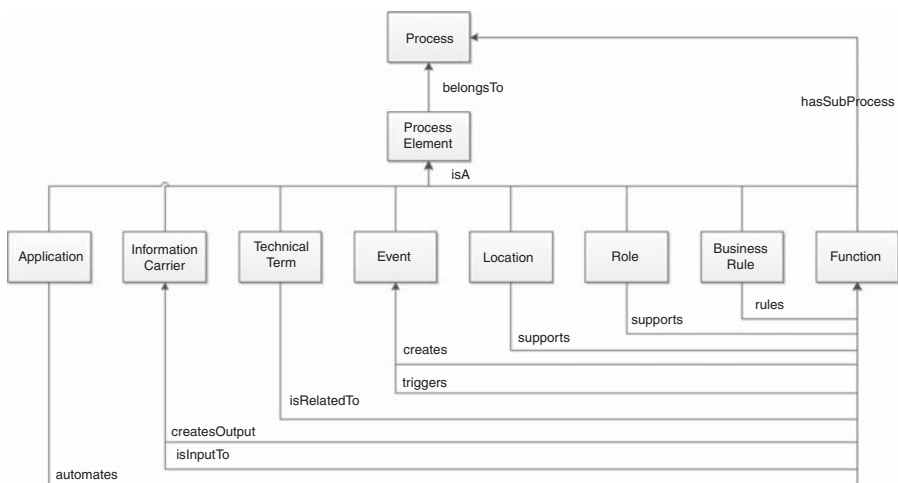 Process
belongsTo
hasSubProcess
Process
Element
isA
Application
Information
Carrier
Technical
Term
Event
Location
Role
Business
Rule
Function
rules
supports
supports
creates
triggers
isRelatedTo
createsOutput
isInputTo
automates